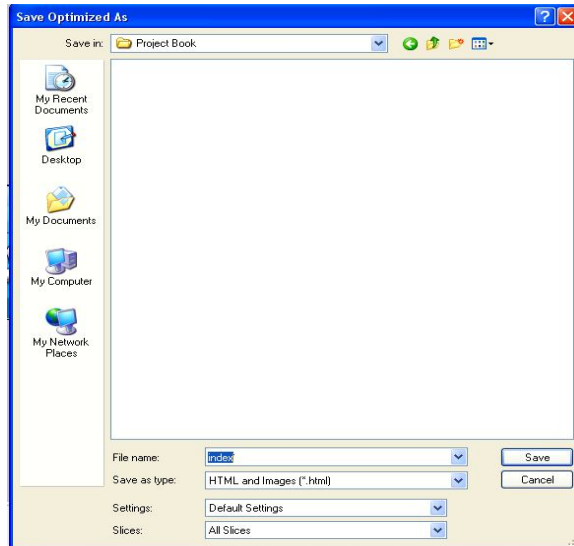 Save Optimized As
Save in: Project Book
My Recent
Documents
Desktop
My Documents
My Computer
My Network
Places
File name: index Save
Save as type: HTML and Images (*.html) Cancel
Settings: Default Settings
Slices: All Slices